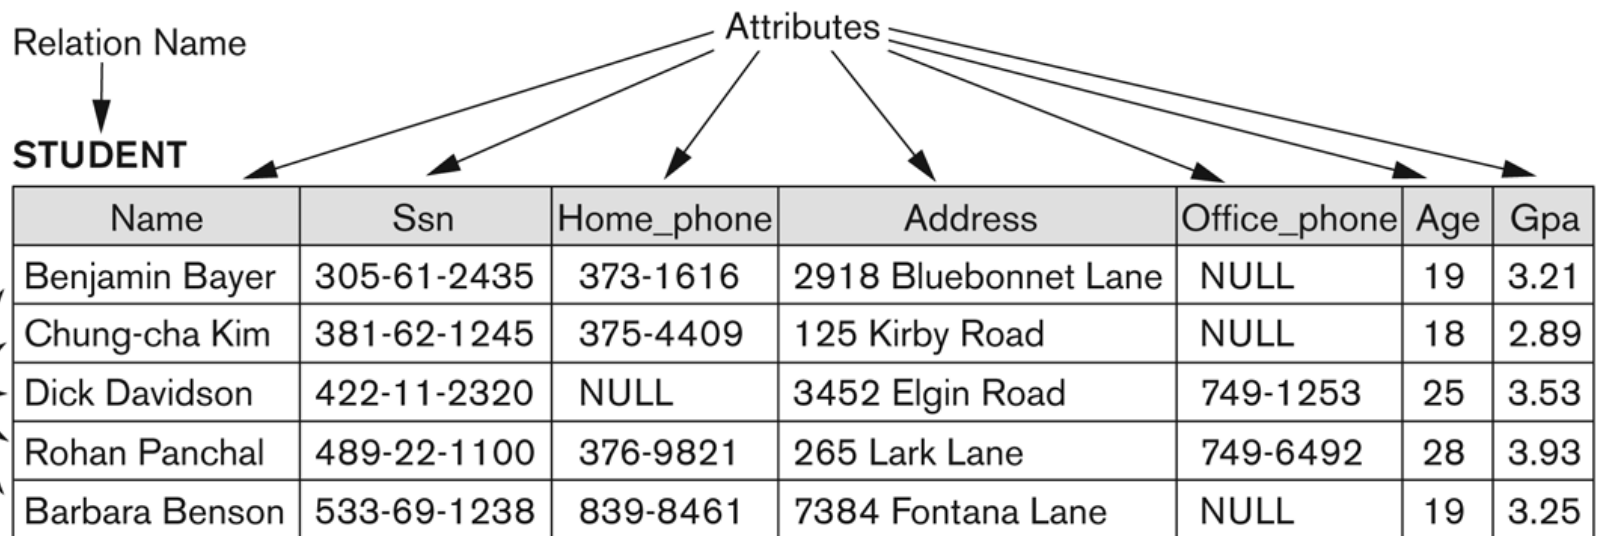 Attributes
Relation Name
STUDENT
Name Ssn Home_phone Address Office_phone Age Gpa
Benjamin Bayer 305-61-2435 373-1616 2918 Bluebonnet Lane NULL 19 3.21
Chung-cha Kim 381-62-1245 375-4409 125 Kirby Road NULL 18 2.89
Dick Davidson 422-11-2320 NULL 3452 Elgin Road 749-1253 25 3.53
Rohan Panchal 489-22-1100 376-9821 265 Lark Lane 749-6492 28 3.93
Barbara Benson 533-69-1238 839-8461 7384 Fontana Lane NULL 19 3.25